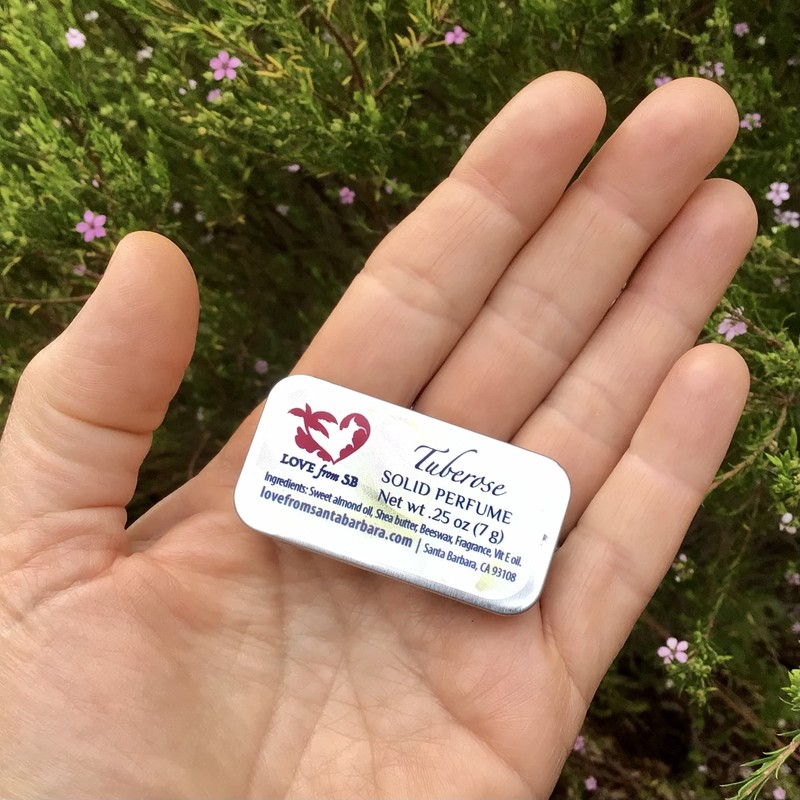 LOVE from SB
Tuberose
SOLID PERFUME
Net wt .25 oz (7 g)
Ingredients: Sweet almond oil, Shea butter, Beeswax, Fragrance, Vit E oil.
lovefromsantabarbara.com | Santa Barbara, CA 93108